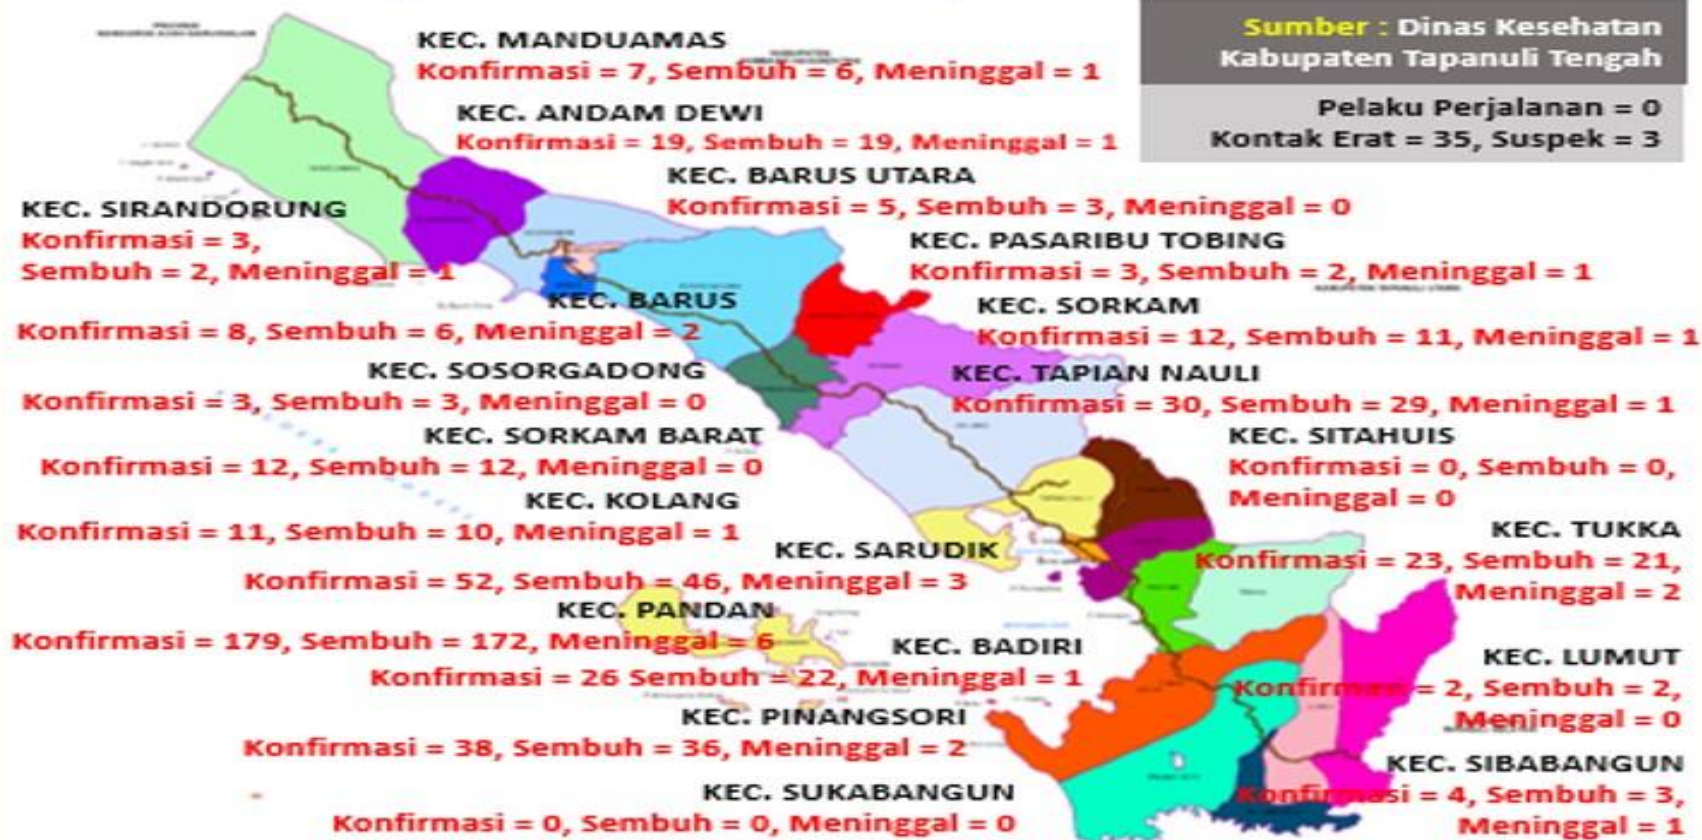 Sumber : Dinas Kesehatan
Kabupaten Tapanuli Tengah
Pelaku Perjalanan = 0
Kontak Erat = 35, Suspek = 3
KEC. MANDUAMAS
Konfirmasi = 7, Sembuh = 6, Meninggal = 1
KEC. ANDAM DEWI
Konfirmasi = 19, Sembuh = 19, Meninggal = 1
KEC. BARUS UTARA
Konfirmasi = 5, Sembuh = 3, Meninggal = 0
KEC. SIRANDORUNG
Konfirmasi = 3,
Sembuh = 2, Meninggal = 1
KEC. PASARIBU TOBING
Konfirmasi = 3, Sembuh = 2, Meninggal = 1
KEC. BARUS
Konfirmasi = 8, Sembuh = 6, Meninggal = 2
KEC. SORKAM
Konfirmasi = 12, Sembuh = 11, Meninggal = 1
KEC. SOSORGADONG
Konfirmasi = 3, Sembuh = 3, Meninggal = 0
KEC. TAPIAN NAULI
Konfirmasi = 30, Sembuh = 29, Meninggal = 1
KEC. SORKAM BARAT
Konfirmasi = 12, Sembuh = 12, Meninggal = 0
KEC. SITAHUIS
Konfirmasi = 0, Sembuh = 0,
Meninggal = 0
KEC. KOLANG
Konfirmasi = 11, Sembuh = 10, Meninggal = 1
KEC. TUKKA
Konfirmasi = 23, Sembuh = 21,
Meninggal = 2
KEC. SARUDIK
Konfirmasi = 52, Sembuh = 46, Meninggal = 3
KEC. PANDAN
Konfirmasi = 179, Sembuh = 172, Meninggal = 6
KEC. BADIRI
Konfirmasi = 26 Sembuh = 22, Meninggal = 1
KEC. LUMUT
Konfirmasi = 2, Sembuh = 2,
Meninggal = 0
KEC. PINANGSORI
Konfirmasi = 38, Sembuh = 36, Meninggal = 2
KEC. SIBABANGUN
Konfirmasi = 4, Sembuh = 3,
Meninggal = 1
KEC. SUKABANGUN
Konfirmasi = 0, Sembuh = 0, Meninggal = 0